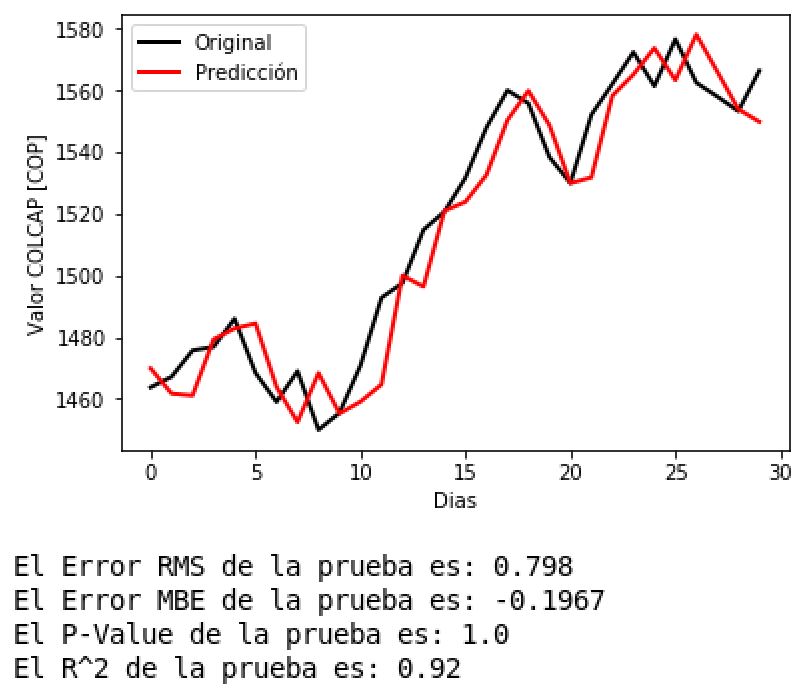 Original
Predicción
1580
1560
1540
1520
1500
1480
1460
Valor COLCAP [COP]
0 5 10 15 20 25 30
Dias
El Error RMS de la prueba es: 0.798
El Error MBE de la prueba es: -0.1967
El P-Value de la prueba es: 1.0
El R^2 de la prueba es: 0.92